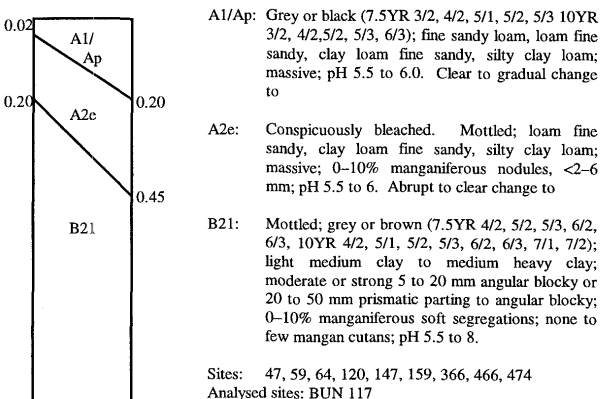 0.02
A1/
Ap
0.20
0.20
A2e
0.45
B21
A1/Ap: Grey or black (7.5YR 3/2, 4/2, 5/1, 5/2, 5/3 10YR
3/2, 4/2,5/2, 5/3, 6/3); fine sandy loam, loam fine
sandy, clay loam fine sandy, silty clay loam;
massive; pH 5.5 to 6.0. Clear to gradual change
to
A2e: Conspicuously bleached. Mottled; loam fine
sandy, clay loam fine sandy, silty clay loam;
massive; 0–10% manganiferous nodules, <2–6
mm; pH 5.5 to 6. Abrupt to clear change to
B21: Mottled; grey or brown (7.5YR 4/2, 5/2, 5/3, 6/2,
6/3, 10YR 4/2, 5/1, 5/2, 5/3, 6/2, 6/3, 7/1, 7/2);
light medium clay to medium heavy clay;
moderate or strong 5 to 20 mm angular blocky or
20 to 50 mm prismatic parting to angular blocky;
0–10% manganiferous soft segregations; none to
few mangan cutans; pH 5.5 to 8.
Sites: 47, 59, 64, 120, 147, 159, 366, 466, 474
Analysed sites: BUN 117